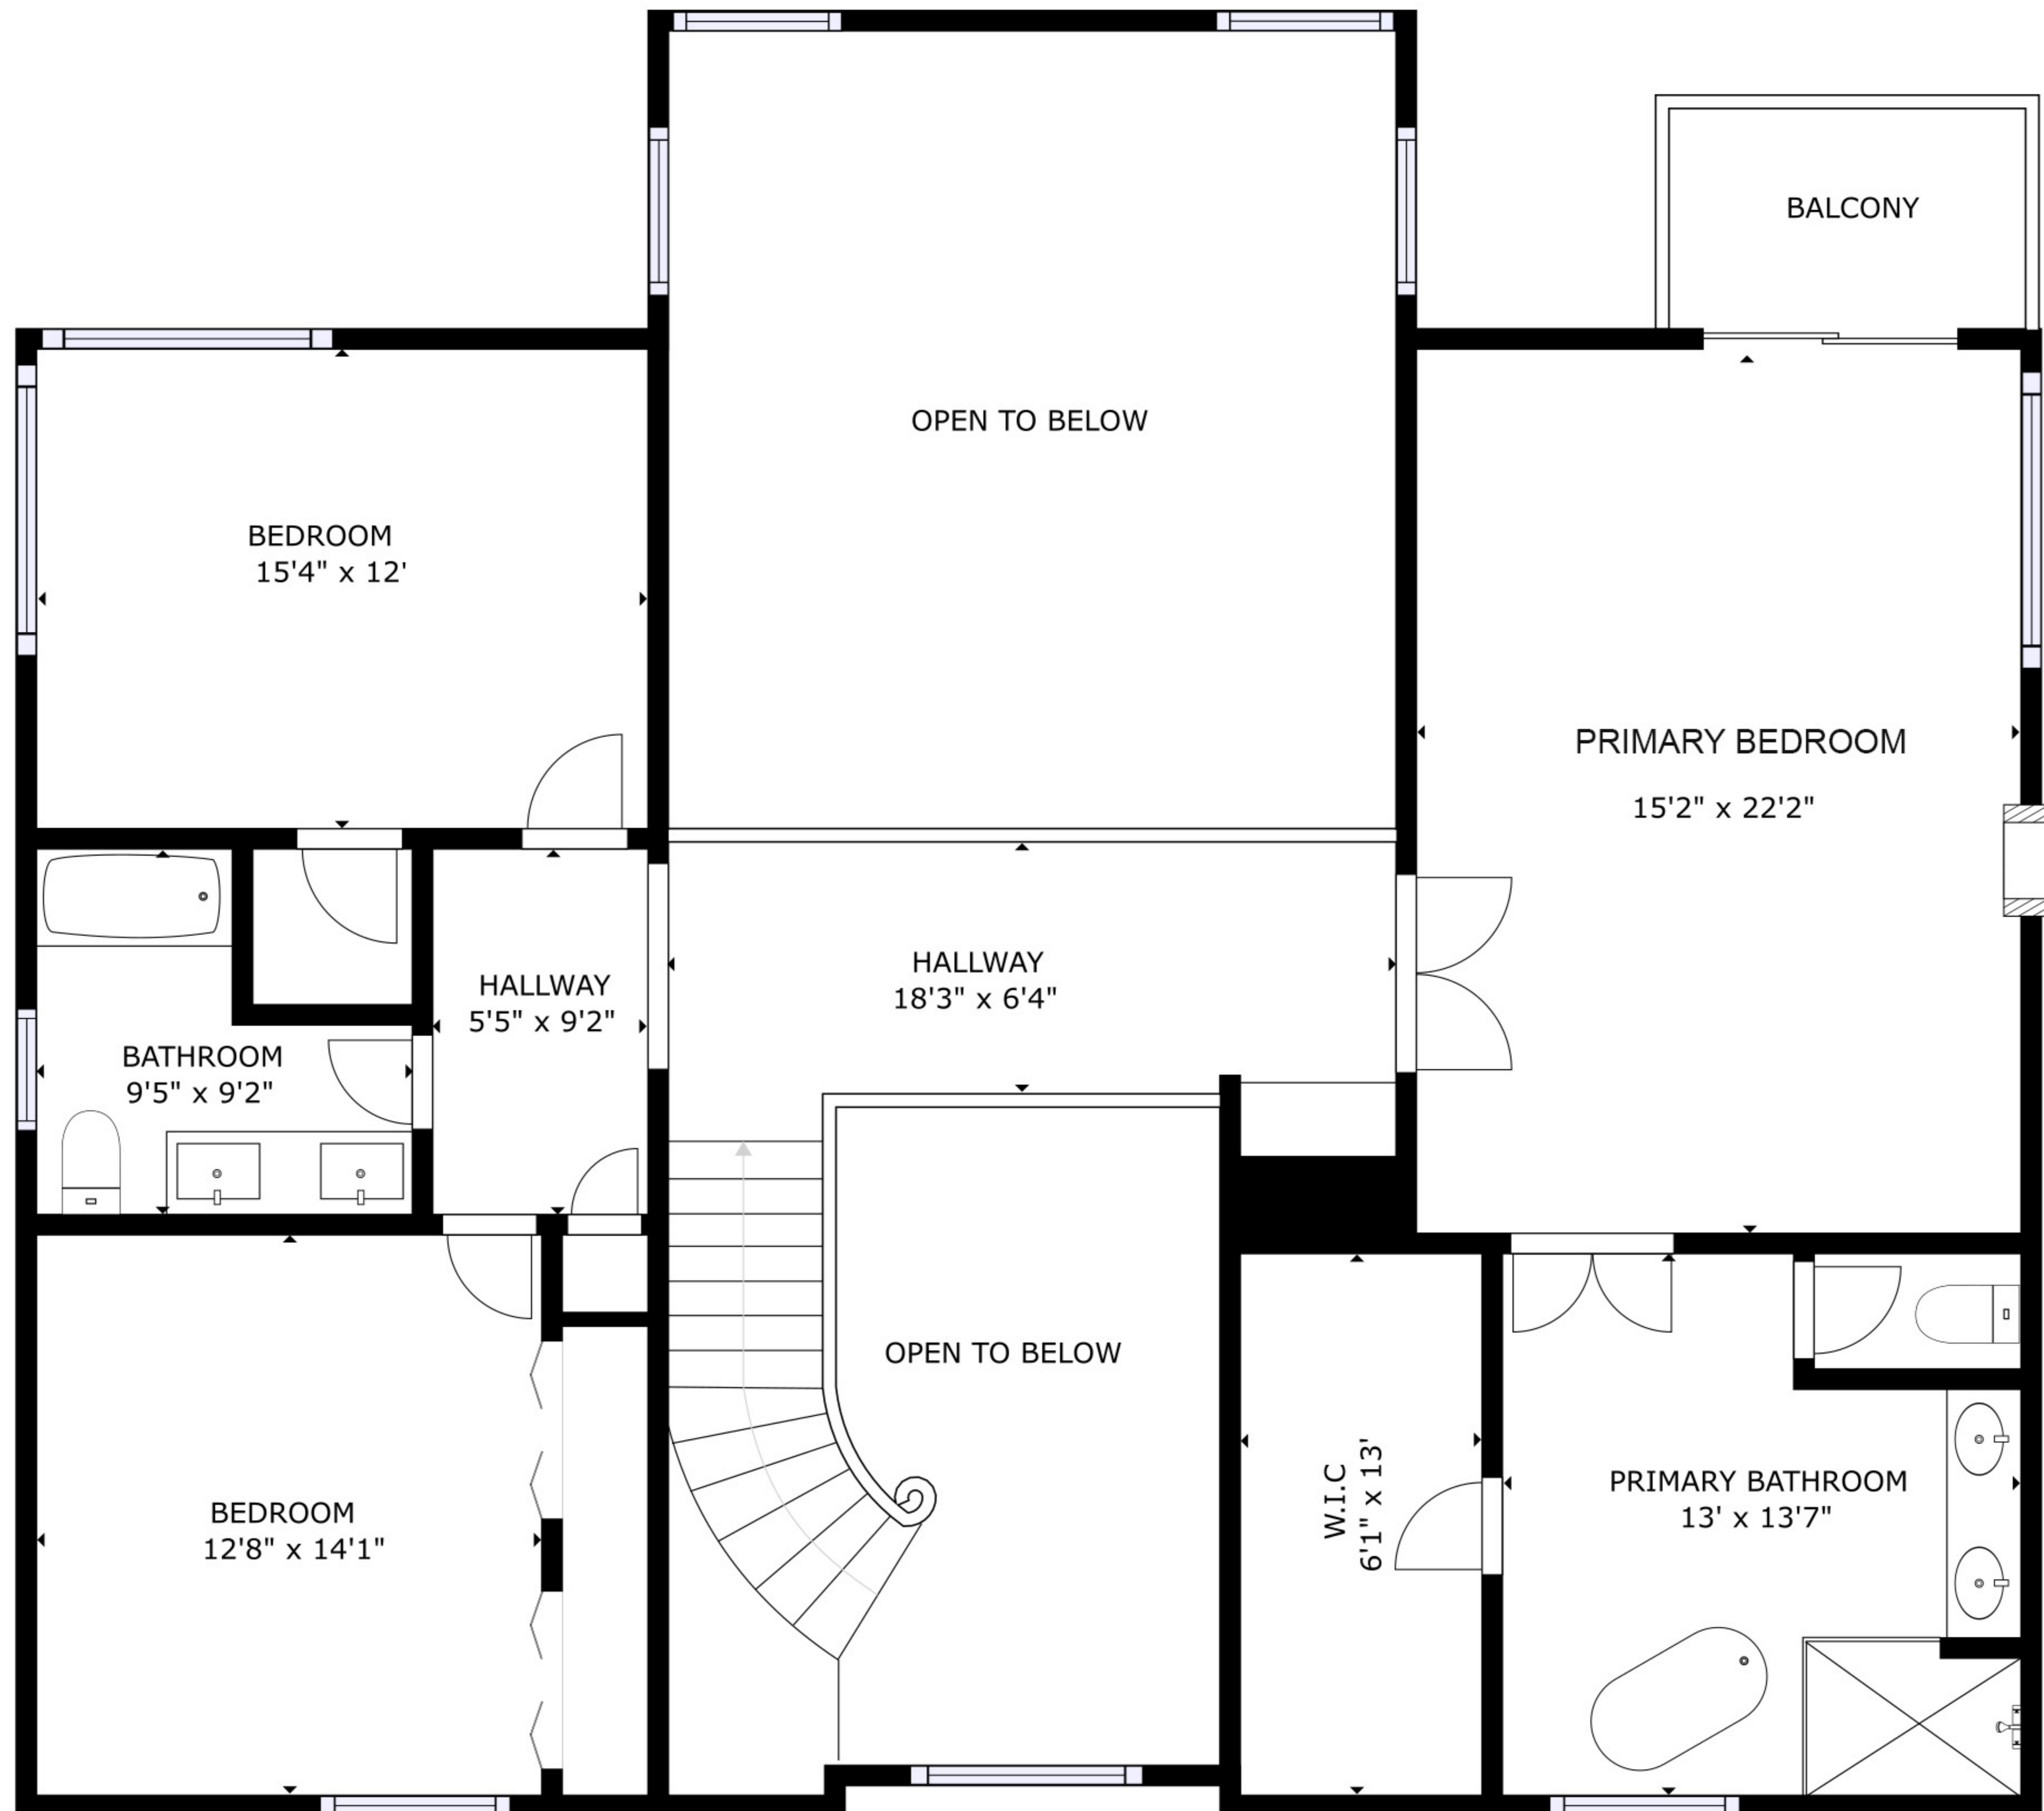 BALCONY
OPEN TO BELOW
BEDROOM
15'4" x 12'
PRIMARY BEDROOM
15'2" x 22'2"
HALLWAY
18'3" x 6'4"
HALLWAY
5'5" x 9'2"
BATHROOM
9'5" x 9'2"
OPEN TO BELOW
BEDROOM
12'8" x 14'1"
W.I.C
6'1" x 13'
PRIMARY BATHROOM
13' x 13'7"